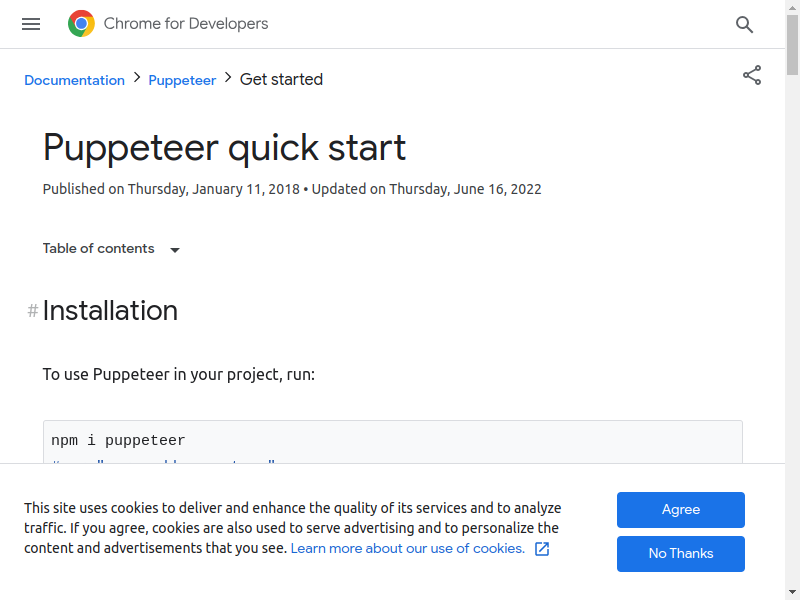 Chrome for Developers
Documentation > Puppeteer > Get started
Puppeteer quick start
Published on Thursday, January 11, 2018 • Updated on Thursday, June 16, 2022
Table of contents
# Installation
To use Puppeteer in your project, run:
npm i puppeteer
This site uses cookies to deliver and enhance the quality of its services and to analyze
traffic. If you agree, cookies are also used to serve advertising and to personalize the
content and advertisements that you see. Learn more about our use of cookies.
Agree
No Thanks